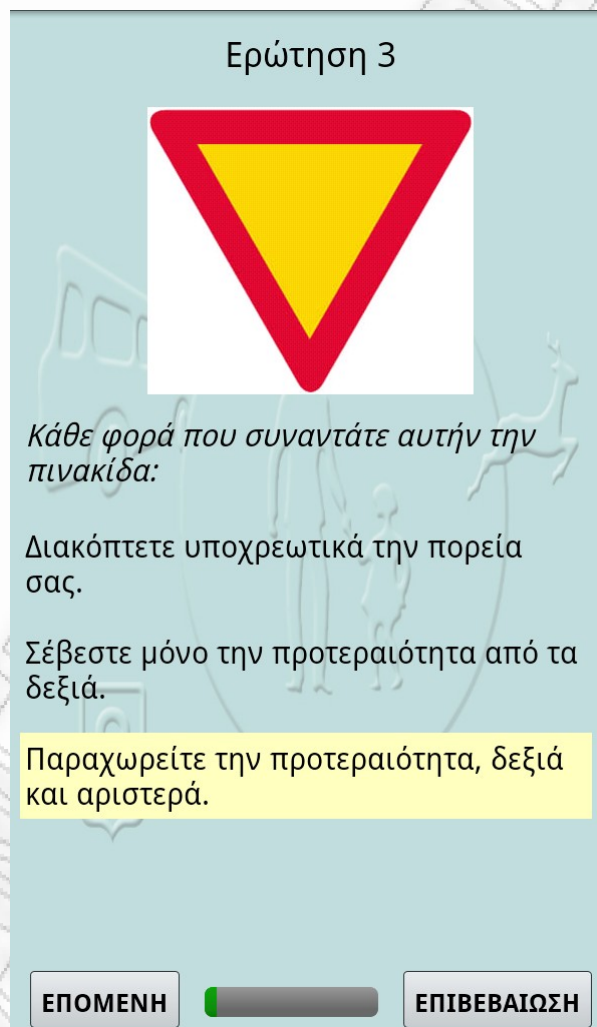 Ερώτηση 3
Κάθε φορά που συναντάτε αυτήν την
πινακίδα:
Διακόπτετε υποχρεωτικά την πορεία
σας.
Σέβεστε μόνο την προτεραιότητα από τα
δεξιά.
Παραχωρείτε την προτεραιότητα, δεξιά
και αριστερά.
ΕΠΟΜΕΝΗ
ΕΠΙΒΕΒΑΙΩΣΗ